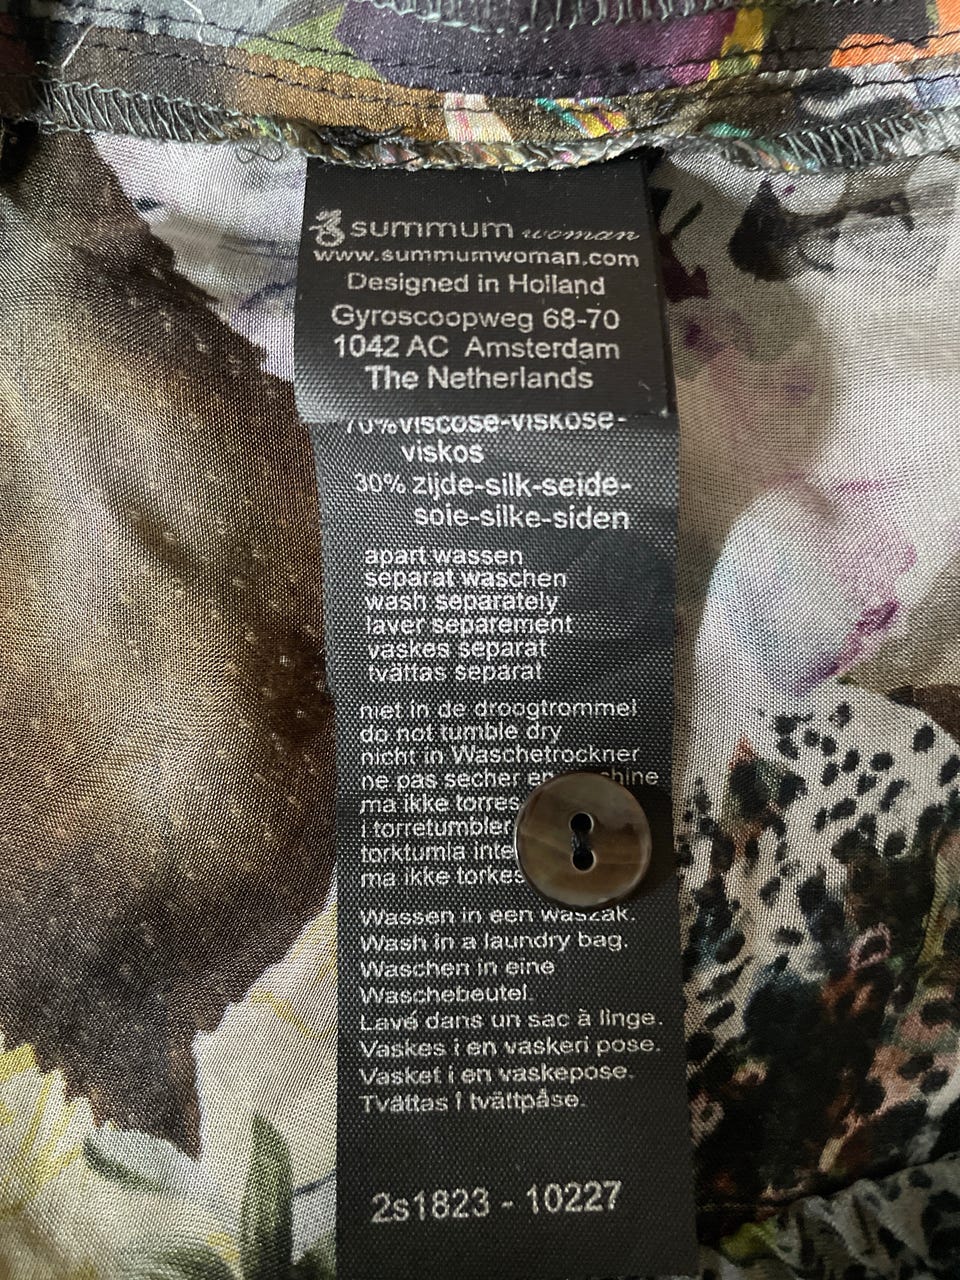 summum woman
www.summumwoman.com
Designed in Holland
Gyroscoopweg 68-70
1042 AC Amsterdam
The Netherlands
70% viscose-viskose-
viskos
30% zijde-silk-seide-
soie-silke-siden
apart wassen
separat waschen
wash separately
laver separement
vaskes separat
tvättas separat
niet in de droogtrommel
do not tumble dry
nicht in Waschetrockner
ne pas secher en
ma ikke torres
i torretumbler
torktumla inte
ma ikke torkes
Wassen in een waszak.
Wash in a laundry bag.
Waschen in eine
Waschebeutel.
Lavé dans un sac à linge.
Vaskes i en vaskeri pose.
Vasket i en vaskepose.
Tvättas I tvättpåse.
2s1823 - 10227